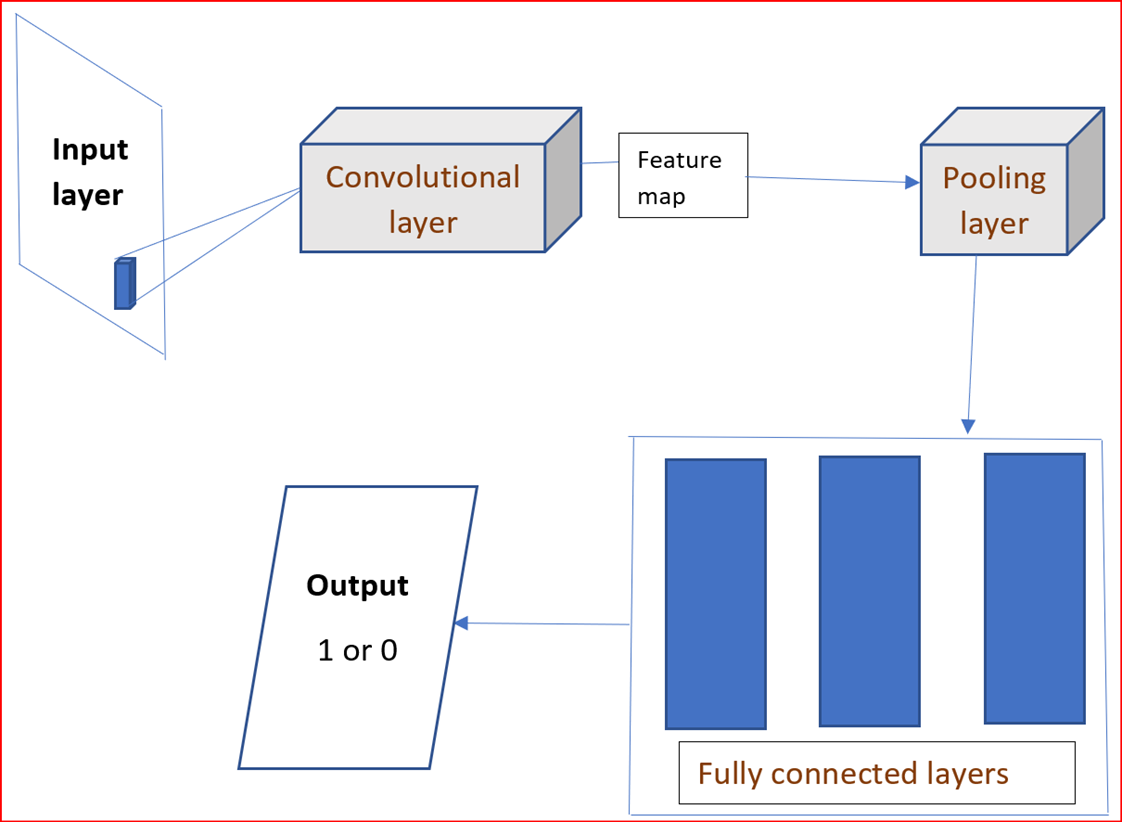 Input
layer
Convolutional
layer
Feature
map
Pooling
layer
Output
1 or 0
Fully connected layers